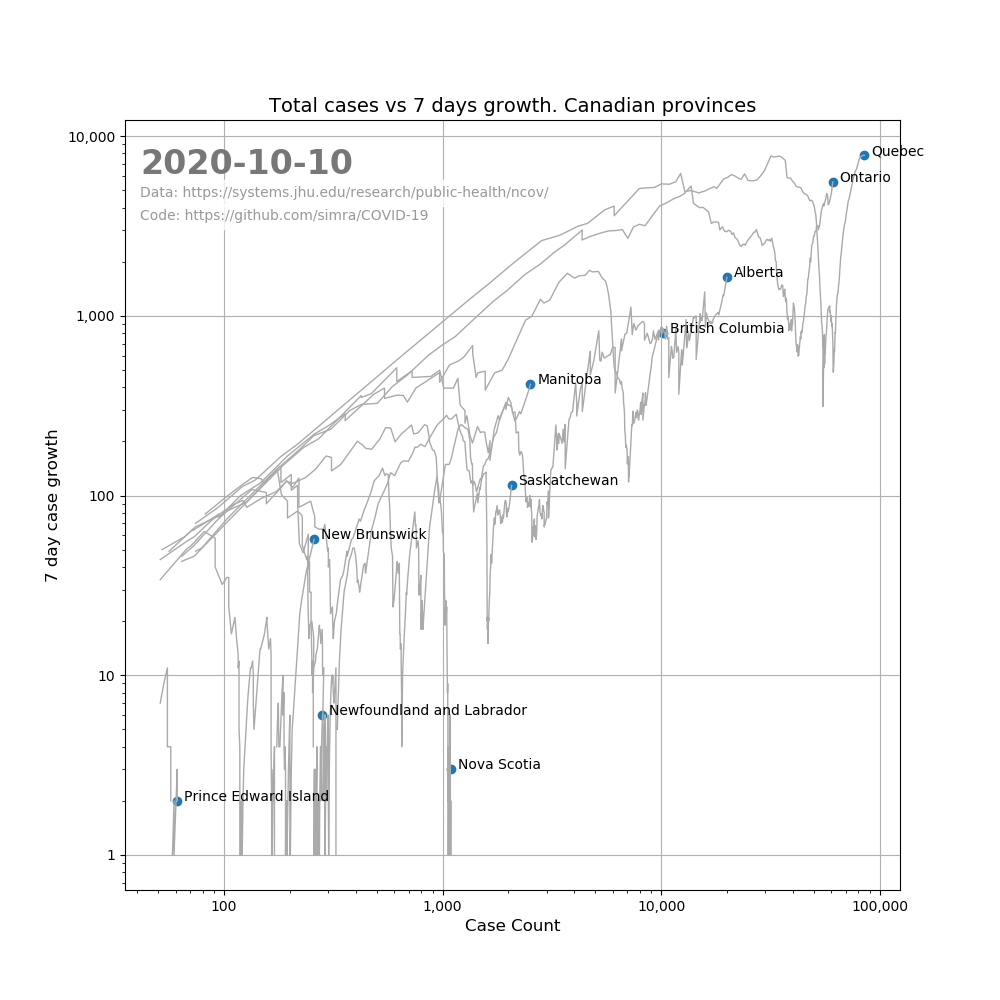 Total cases vs 7 days growth. Canadian provinces
10,000
2020-10-10
Quebec
Ontario
Data: https://systems.jhu.edu/research/public-health/ncov/
Code: https://github.com/simra/COVID-19
Alberta
1,000
British Columbia
Manitoba
Saskatchewan
100
New Brunswick
7 day case growth
10
Newfoundland and Labrador
Nova Scotia
Prince Edward Island
1
100
1,000
10,000
100,000
Case Count